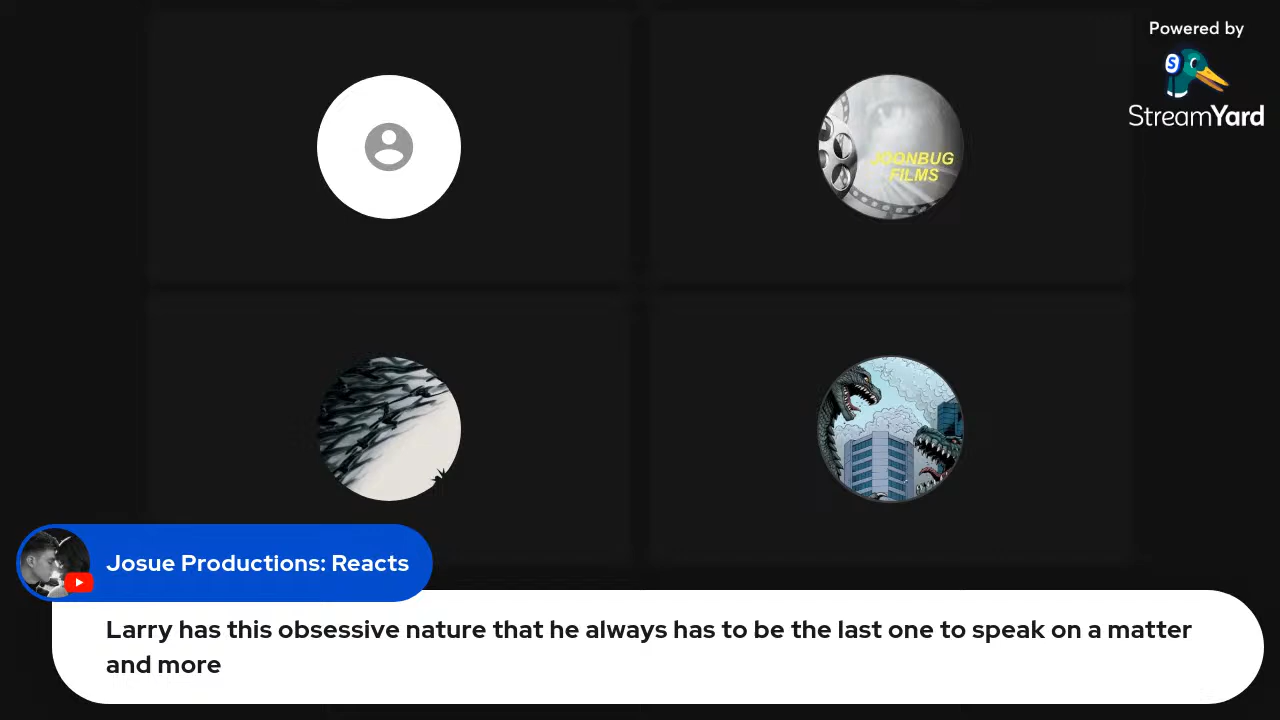 Powered by
S
StreamYard
JOONBUG
FILMS
Josue Productions: Reacts
Larry has this obsessive nature that he always has to be the last one to speak on a matter
and more